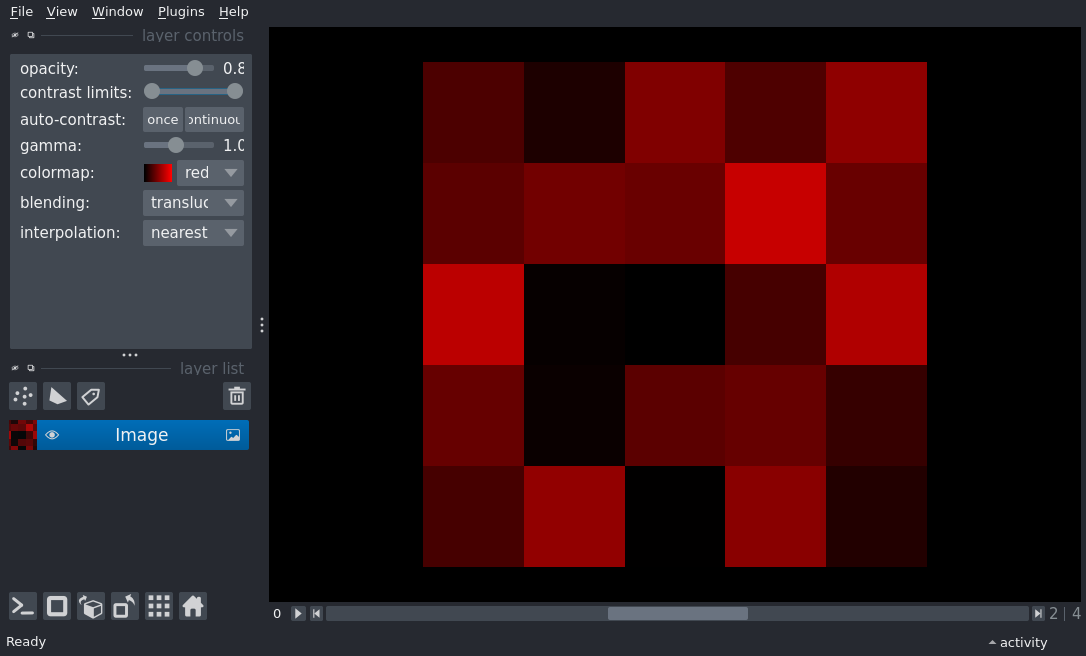 File View Window Plugins Help
layer controls
opacity: 0.8
contrast limits:
auto-contrast: once ontinuou
gamma: 1.0
colormap: red
blending: transluc
interpolation: nearest
layer list
Image
0 2 | 4
Ready activity